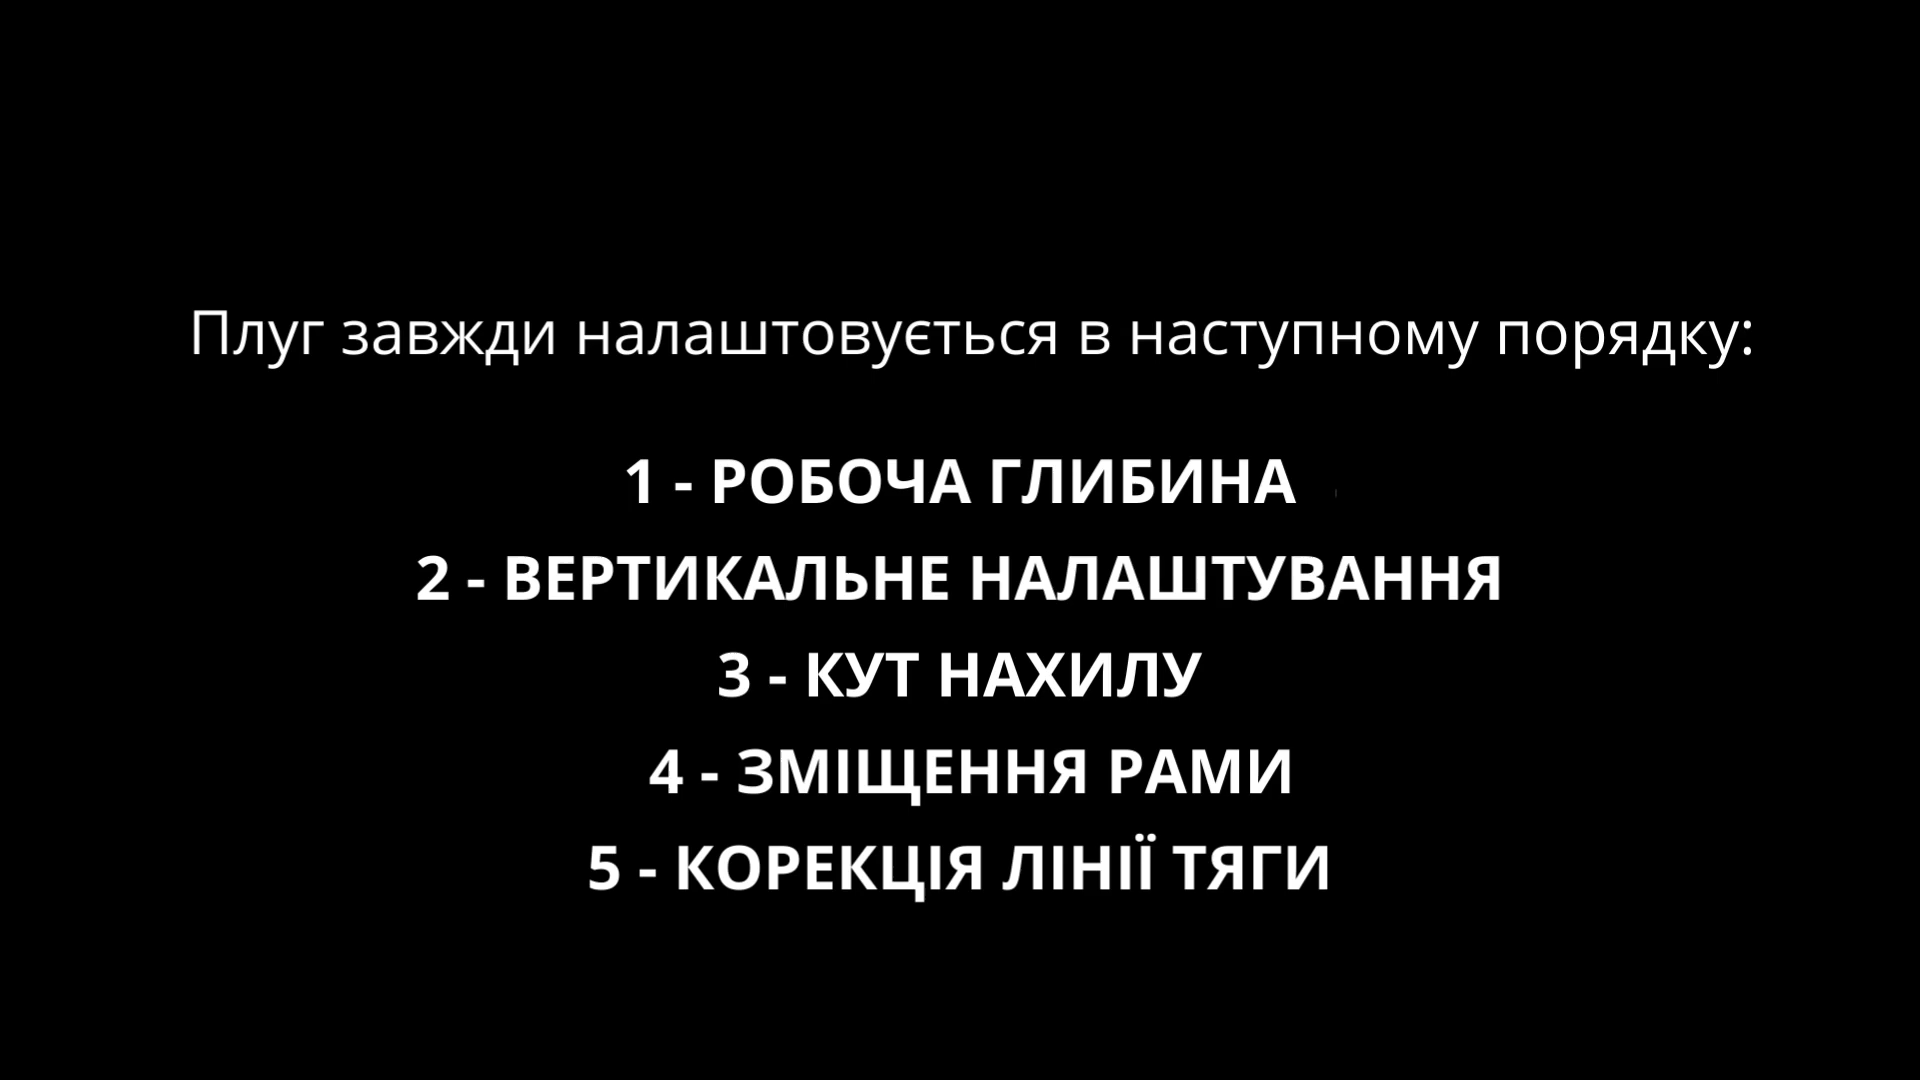 Плуг завжди налаштовується в наступному порядку:
1 - РОБОЧА ГЛИБИНА
2 - ВЕРТИКАЛЬНЕ НАЛАШТУВАННЯ
3 - КУТ НАХИЛУ
4 - ЗМІЩЕННЯ РАМИ
5 - КОРЕКЦІЯ ЛІНІЇ ТЯГИ